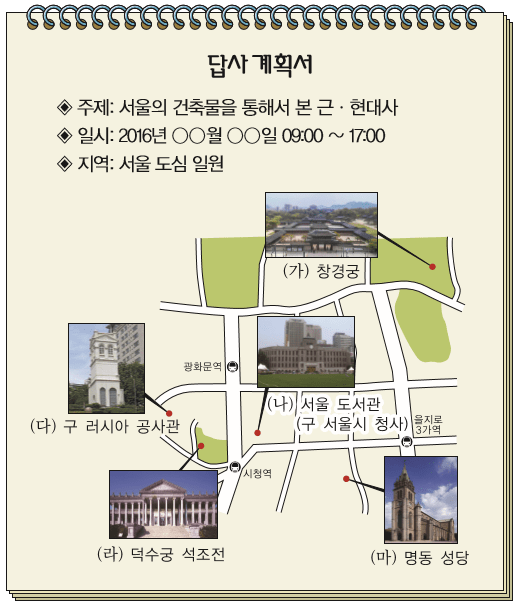 답사 계획서
◈ 주제: 서울의 건축물을 통해서 본 근 · 현대사
◈ 일시: 2016년 ○○월 ○○일 09:00 ~ 17:00
◈ 지역: 서울 도심 일원
(가) 창경궁
광화문역
(나) 서울 도서관
(구 서울시 청사)
을지로
3가역
(다) 구 러시아 공사관
시청역
(라) 덕수궁 석조전
(마) 명동 성당